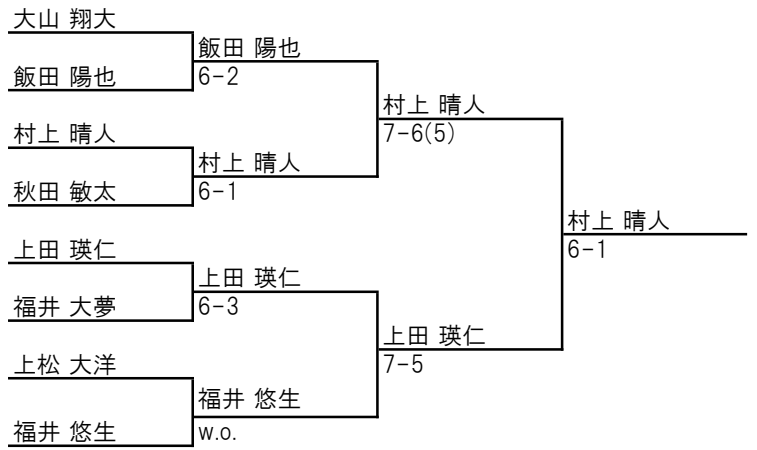 大山 翔大
飯田 陽也
6-2
飯田 陽也
村上 晴人
7-6(5)
村上 晴人
村上 晴人
6-1
秋田 敏太
村上 晴人
6-1
上田 瑛仁
上田 瑛仁
6-3
福井 大夢
上田 瑛仁
7-5
上松 大洋
福井 悠生
w.o.
福井 悠生